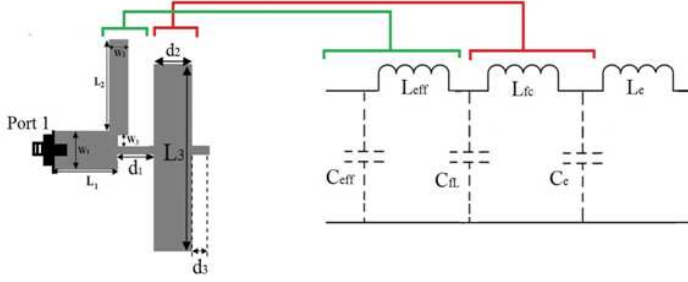 W₂
L₂
Port 1
W₁
L₁
W₃
d₁
d₂
L₃
d₃
Leff
Lfc
Le
Ceff
CfL
Ce